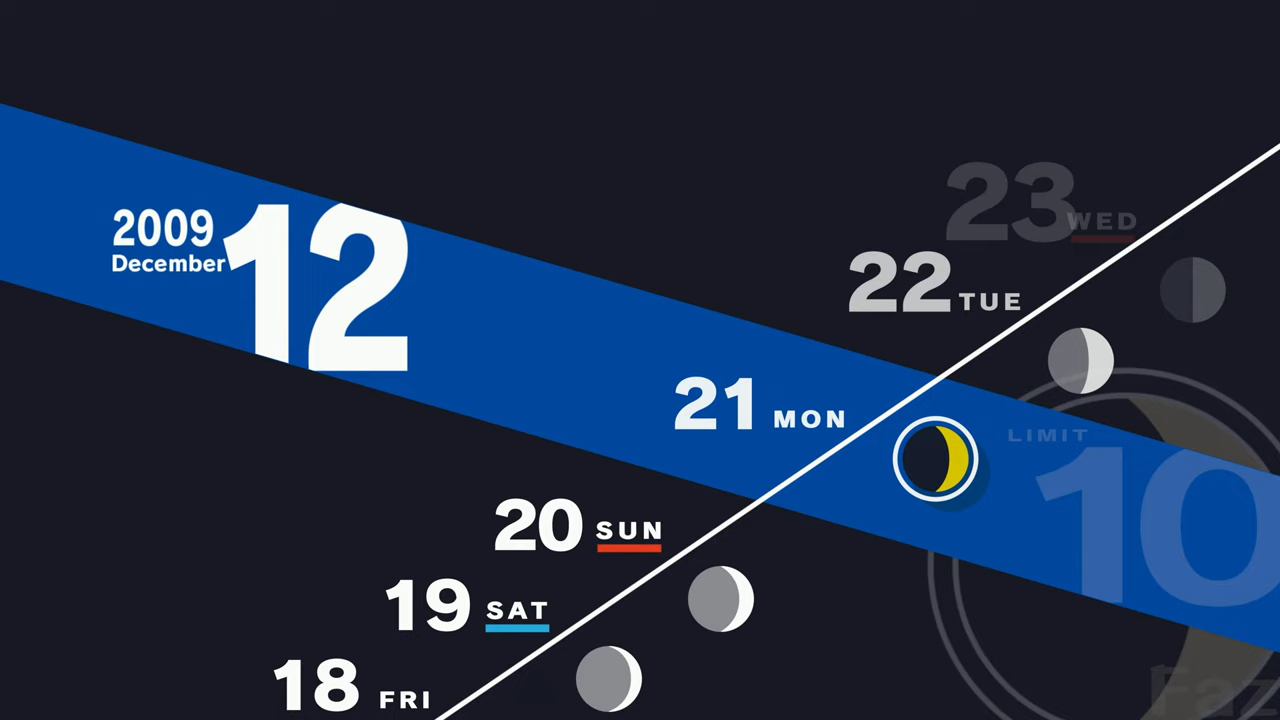 2009
December
12
23 WED
22 TUE
21 MON
LIMIT
10
20 SUN
19 SAT
18 FRI